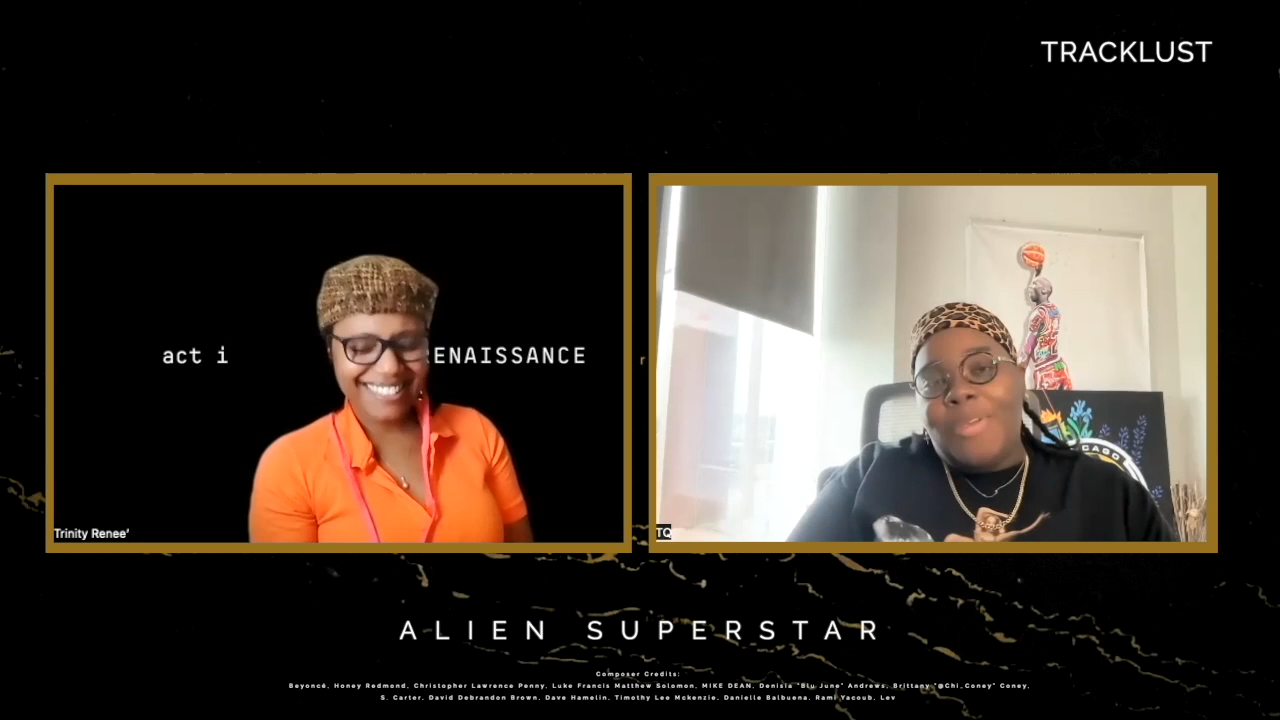 TRACKLUST
act i
ENAISSANCE
CAGO
Trinity Renee'
TQ
ALIEN SUPERSTAR
Composer Credits:
Beyoncé, Honey Redmond, Christopher Lawrence Penny, Luke Francis Matthew Solomon, MIKE DEAN, Denisia "Blu June" Andrews, Brittany "@Chi_Coney" Coney,
S. Carter, David Debrandon Brown, Dave Hamelin, Timothy Lee Mckenzie, Danielle Balbuena, Rami Yacoub, Lev